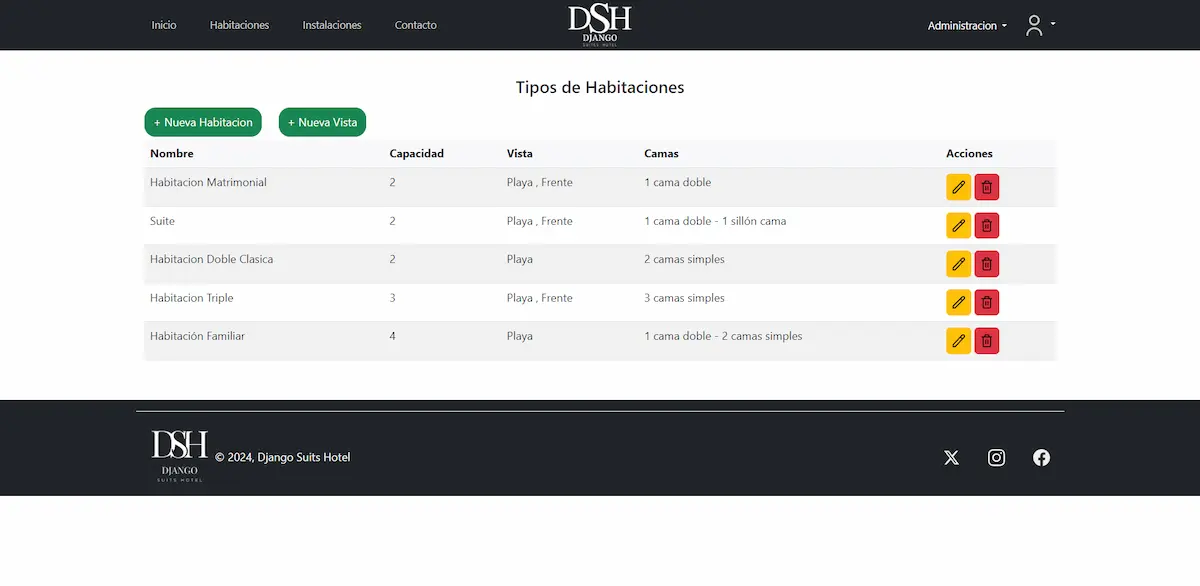 Inicio Habitaciones Instalaciones Contacto DSH Administracion
DJANGO
SUITS HOTEL
Tipos de Habitaciones
+ Nueva Habitacion + Nueva Vista
Nombre Capacidad Vista Camas Acciones
Habitacion Matrimonial 2 Playa , Frente 1 cama doble
Suite 2 Playa , Frente 1 cama doble - 1 sillón cama
Habitacion Doble Clasica 2 Playa 2 camas simples
Habitacion Triple 3 Playa , Frente 3 camas simples
Habitación Familiar 4 Playa 1 cama doble - 2 camas simples
DSH
DJANGO
SUITS HOTEL
© 2024, Django Suits Hotel